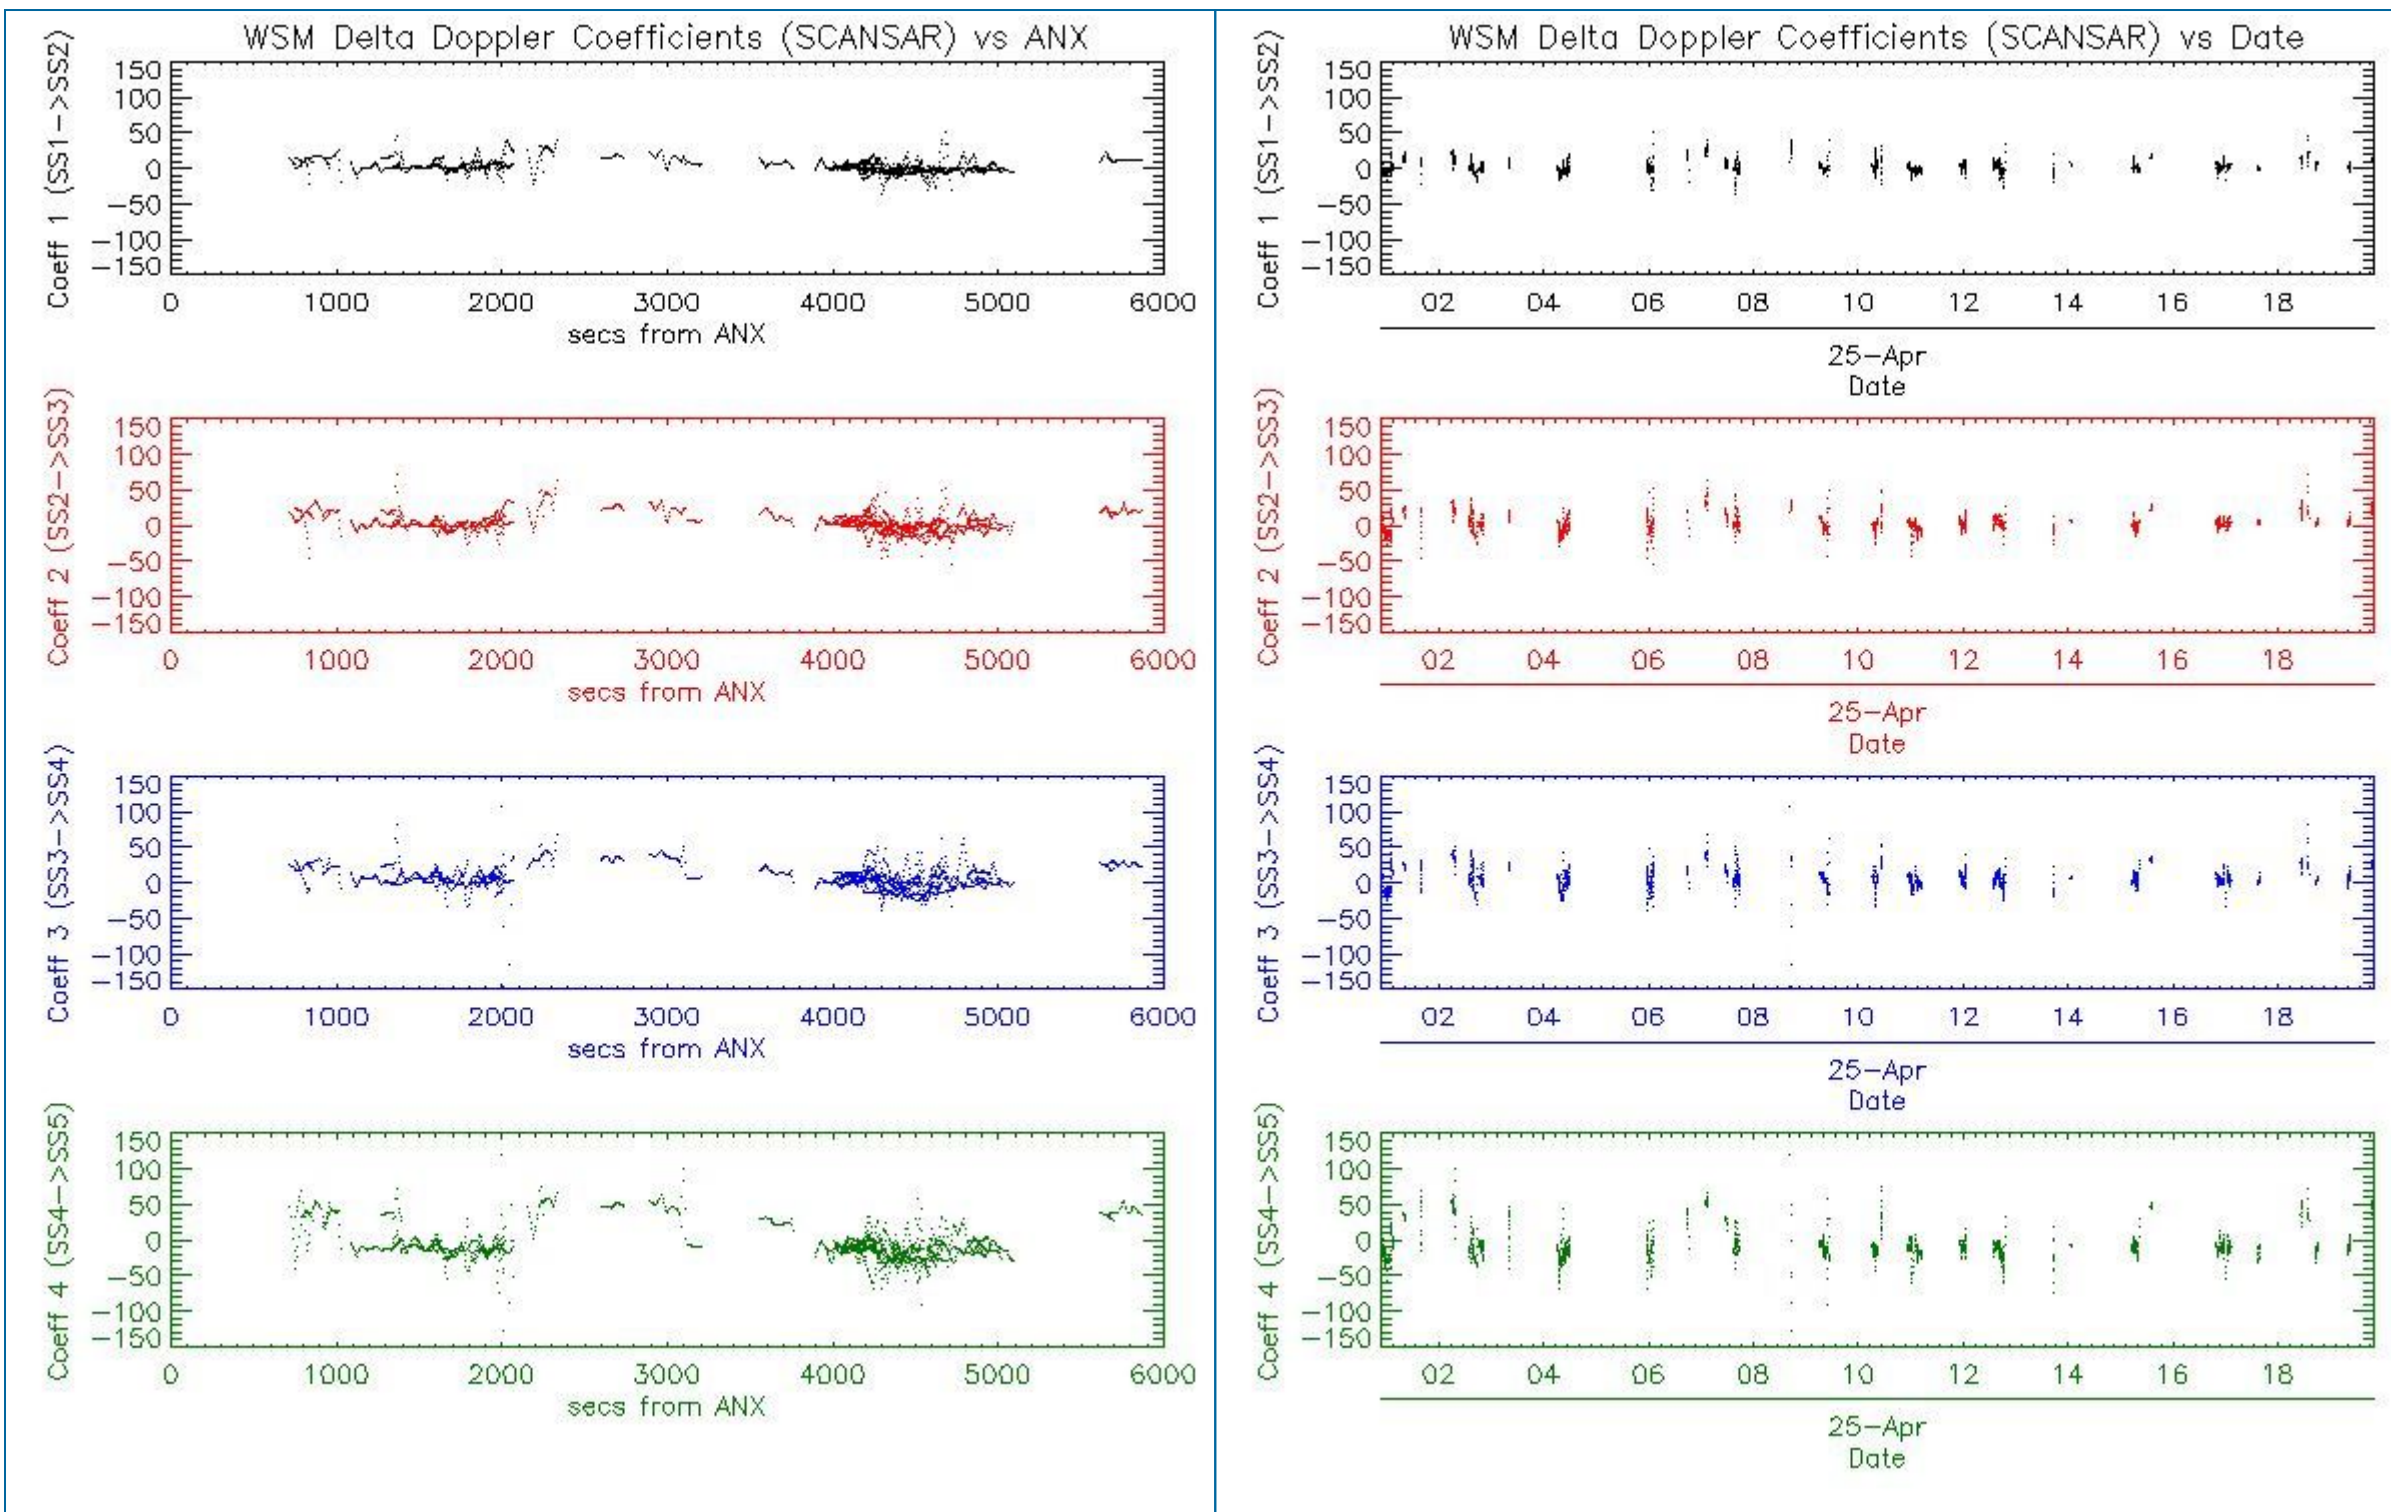 WSM Delta Doppler Coefficients (SCANSAR) vs ANX
Coeff 1 (SS1->SS2)
150
100
50
0
-50
-100
-150
0 1000 2000 3000 4000 5000 6000
secs from ANX
Coeff 2 (SS2->SS3)
150
100
50
0
-50
-100
-150
0 1000 2000 3000 4000 5000 6000
secs from ANX
Coeff 3 (SS3->SS4)
150
100
50
0
-50
-100
-150
0 1000 2000 3000 4000 5000 6000
secs from ANX
Coeff 4 (SS4->SS5)
150
100
50
0
-50
-100
-150
0 1000 2000 3000 4000 5000 6000
secs from ANX
WSM Delta Doppler Coefficients (SCANSAR) vs Date
Coeff 1 (SS1->SS2)
150
100
50
0
-50
-100
-150
02 04 06 08 10 12 14 16 18
25-Apr
Date
Coeff 2 (SS2->SS3)
150
100
50
0
-50
-100
-150
02 04 06 08 10 12 14 16 18
25-Apr
Date
Coeff 3 (SS3->SS4)
150
100
50
0
-50
-100
-150
02 04 06 08 10 12 14 16 18
25-Apr
Date
Coeff 4 (SS4->SS5)
150
100
50
0
-50
-100
-150
02 04 06 08 10 12 14 16 18
25-Apr
Date